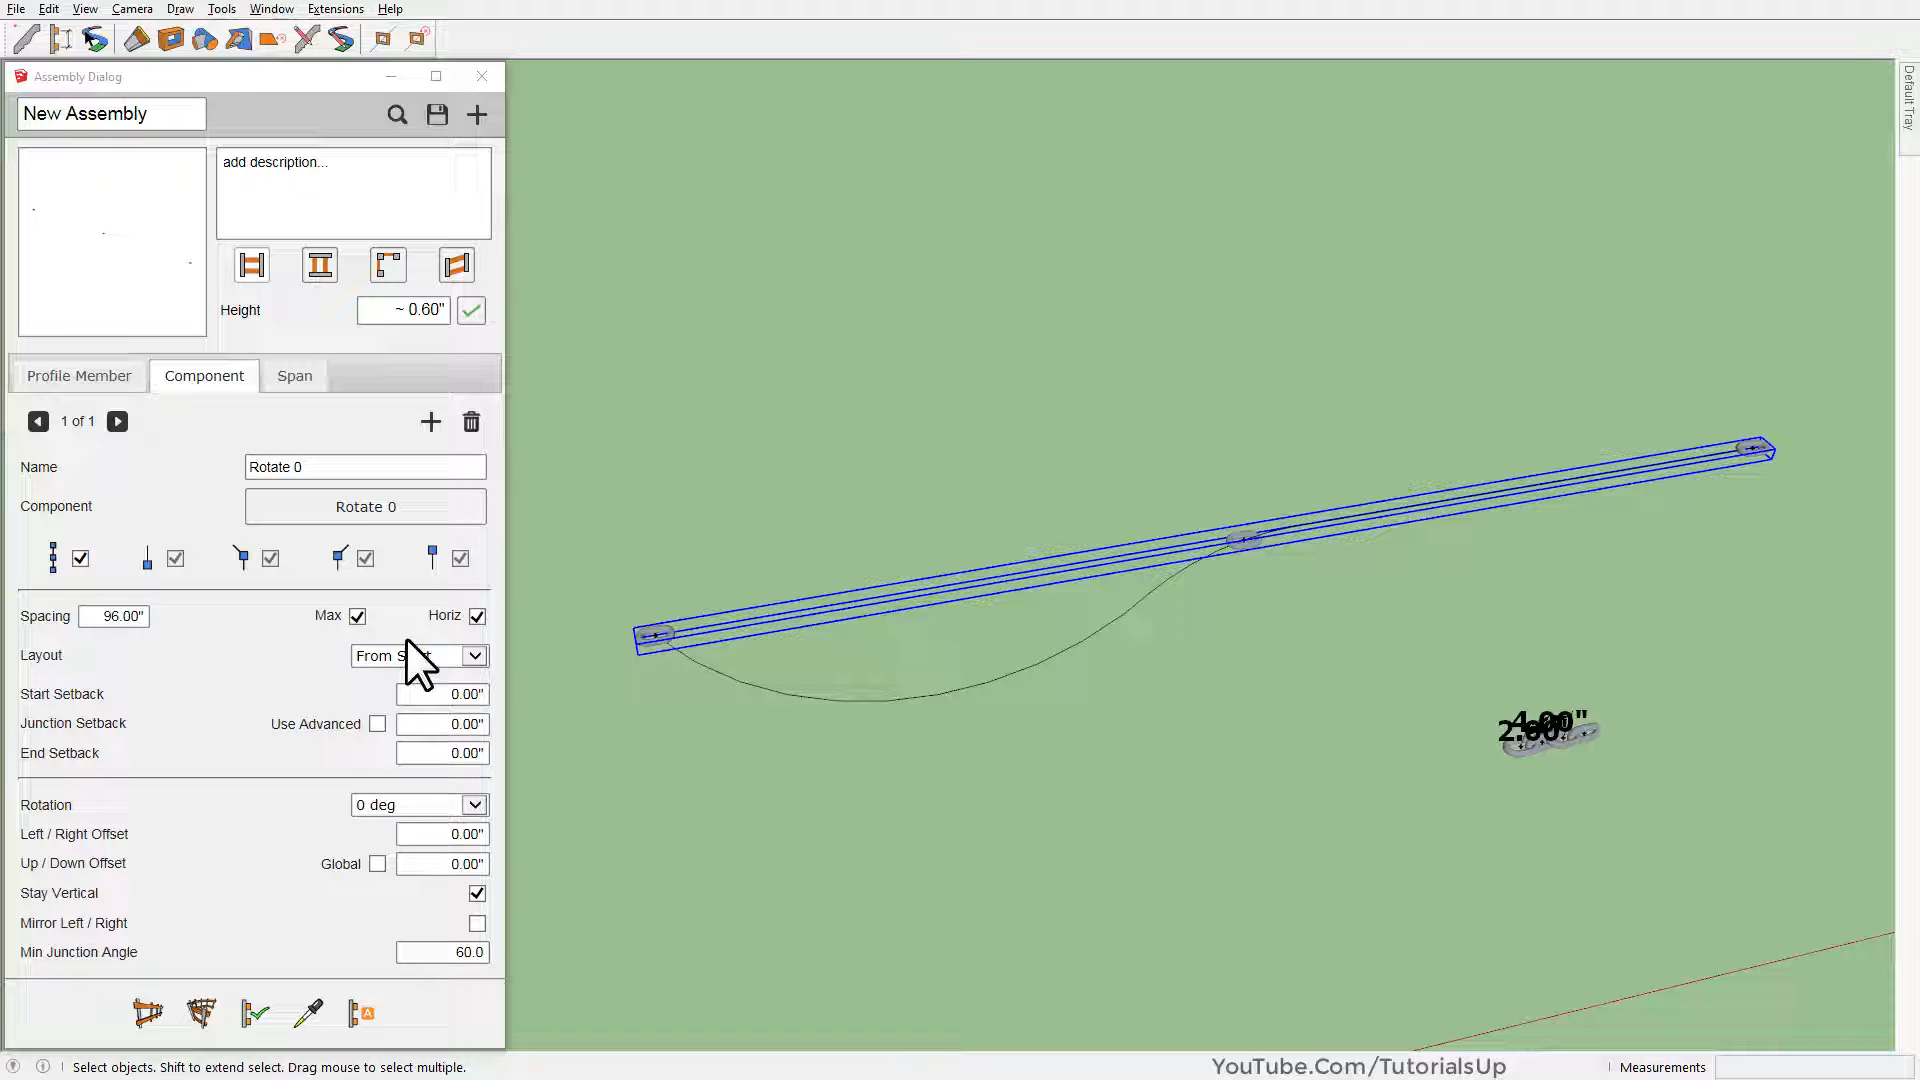 File Edit View Camera Draw Tools Window Extensions Help
Assembly Dialog
New Assembly
add description...
Height ~ 0.60"
Profile Member Component Span
1 of 1
Name Rotate 0
Component Rotate 0
Spacing 96.00" Max Horiz
Layout From
Start Setback 0.00"
Junction Setback Use Advanced 0.00"
End Setback 0.00"
Rotation 0 deg
Left / Right Offset 0.00"
Up / Down Offset Global 0.00"
Stay Vertical
Mirror Left / Right
Min Junction Angle 60.0
A
Default Tray
4.00"
Select objects. Shift to extend select. Drag mouse to select multiple.
YouTube.Com/TutorialsUp
Measurements